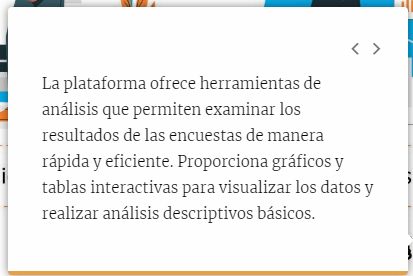 La plataforma ofrece herramientas de
análisis que permiten examinar los
resultados de las encuestas de manera
rápida y eficiente. Proporciona gráficos y
tablas interactivas para visualizar los datos y
realizar análisis descriptivos básicos.